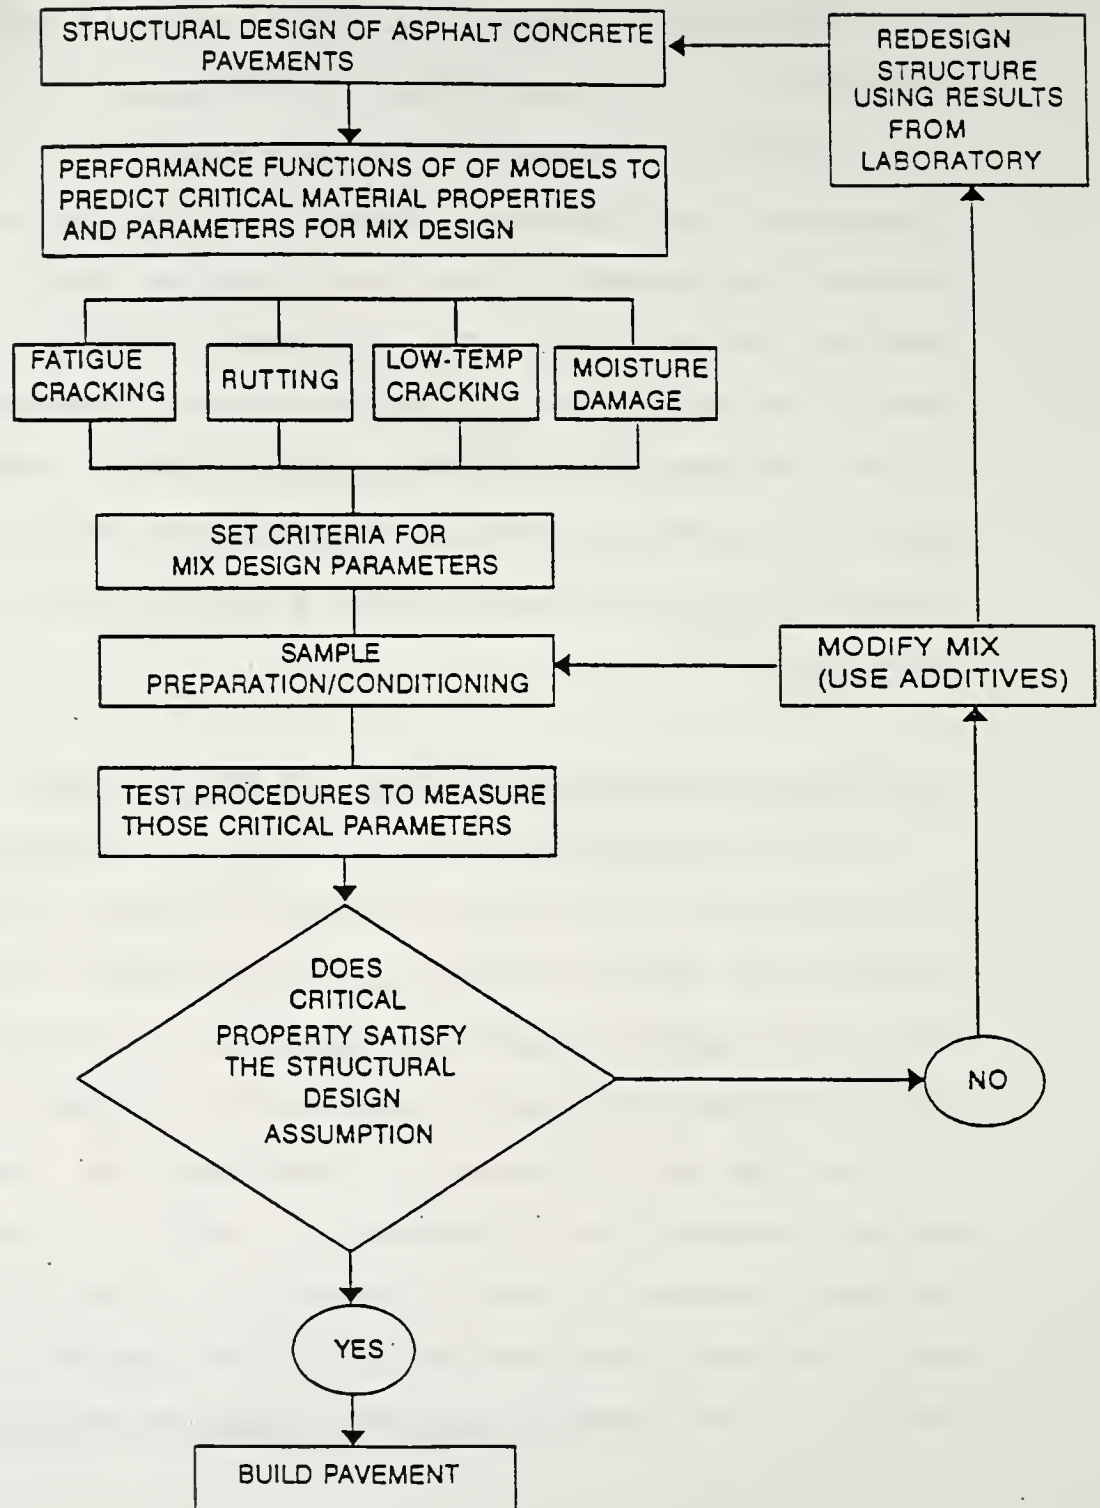 STRUCTURAL DESIGN OF ASPHALT CONCRETE
PAVEMENTS
REDESIGN
STRUCTURE
USING RESULTS
FROM
LABORATORY
PERFORMANCE FUNCTIONS OF OF MODELS TO
PREDICT CRITICAL MATERIAL PROPERTIES
AND PARAMETERS FOR MIX DESIGN
FATIGUE
CRACKING
RUTTING
LOW-TEMP
CRACKING
MOISTURE
DAMAGE
SET CRITERIA FOR
MIX DESIGN PARAMETERS
SAMPLE
PREPARATION/CONDITIONING
MODIFY MIX
(USE ADDITIVES)
TEST PROCEDURES TO MEASURE
THOSE CRITICAL PARAMETERS
DOES
CRITICAL
PROPERTY SATISFY
THE STRUCTURAL
DESIGN
ASSUMPTION
NO
YES
BUILD PAVEMENT